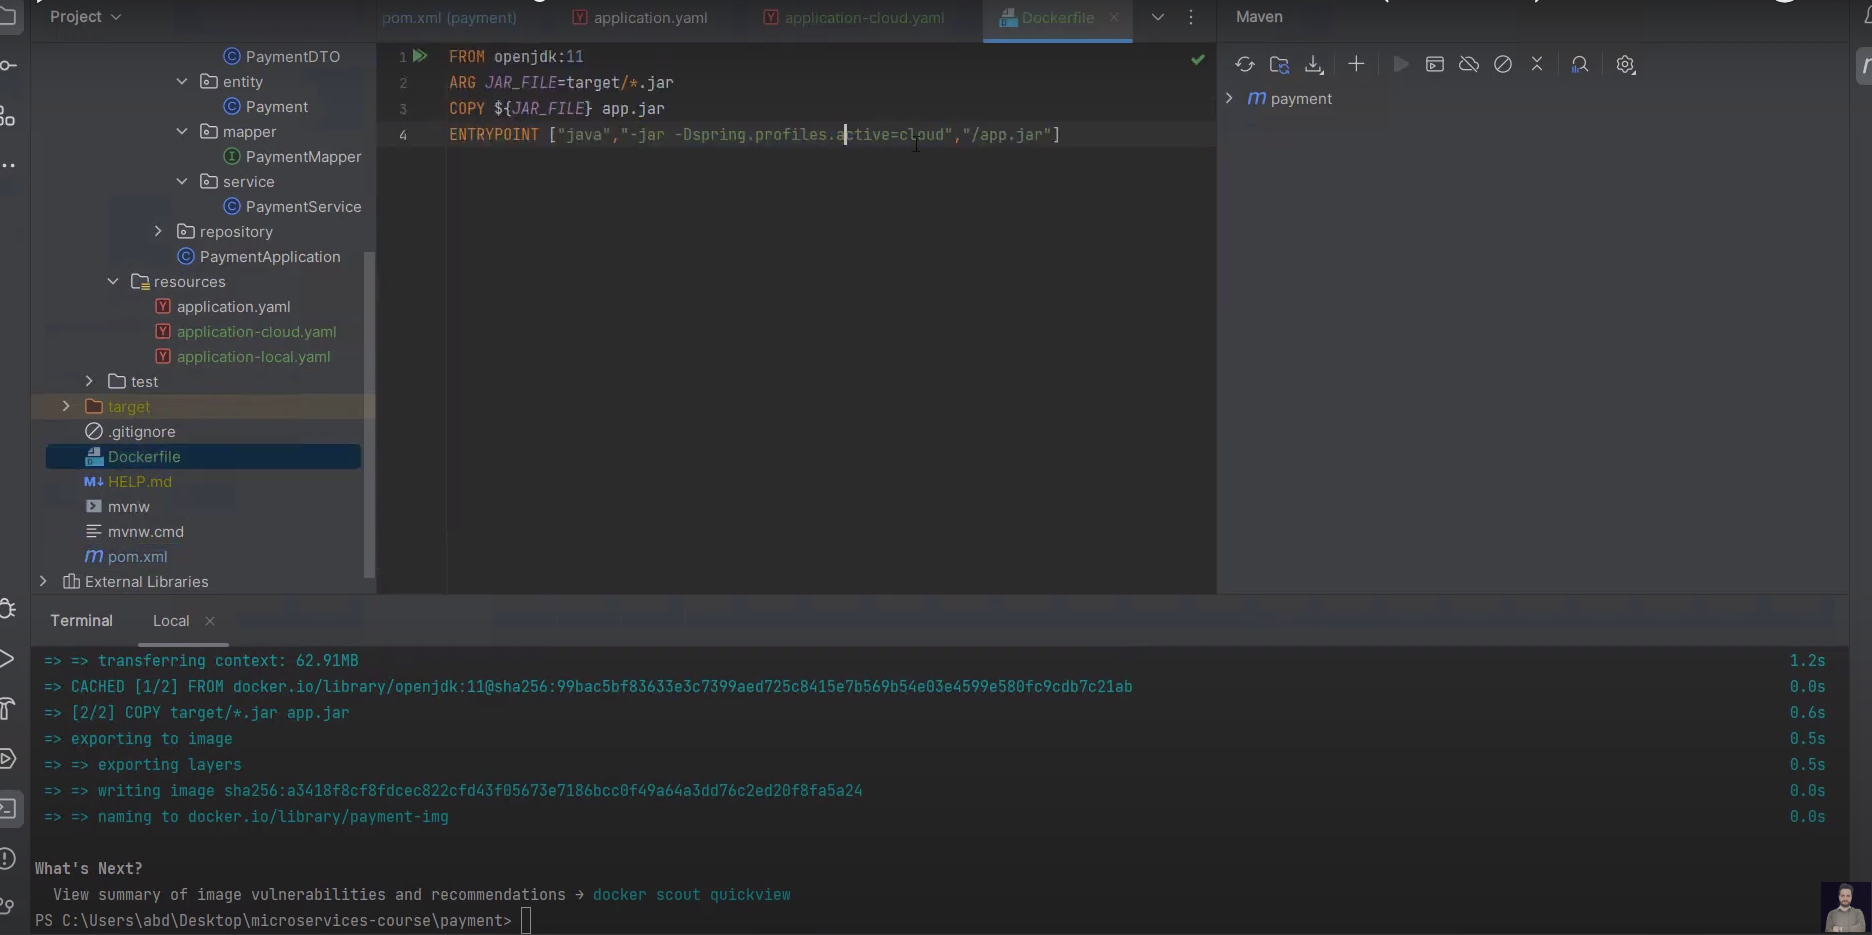 Project
pom.xml (payment)
application.yaml
application-cloud.yaml
Dockerfile
Maven
PaymentDTO
entity
Payment
mapper
PaymentMapper
service
PaymentService
repository
PaymentApplication
resources
application.yaml
application-cloud.yaml
application-local.yaml
test
target
.gitignore
Dockerfile
M↓ HELP.md
mvnw
mvnw.cmd
m pom.xml
External Libraries
1 FROM openjdk:11
2 ARG JAR_FILE=target/*.jar
3 COPY ${JAR_FILE} app.jar
4 ENTRYPOINT ["java","-jar -Dspring.profiles.active=cloud","/app.jar"]
m payment
Terminal Local
=> => transferring context: 62.91MB 1.2s
=> CACHED [1/2] FROM docker.io/library/openjdk:11@sha256:99bac5bf83633e3c7399aed725c8415e7b569b54e03e4599e580fc9cdb7c21ab 0.0s
=> [2/2] COPY target/*.jar app.jar 0.6s
=> exporting to image 0.5s
=> => exporting layers 0.5s
=> => writing image sha256:a3418f8cf8fdcec822cfd43f05673e7186bcc0f49a64a3dd76c2ed20f8fa5a24 0.0s
=> => naming to docker.io/library/payment-img 0.0s
What's Next?
View summary of image vulnerabilities and recommendations → docker scout quickview
PS C:\Users\abd\Desktop\microservices-course\payment>